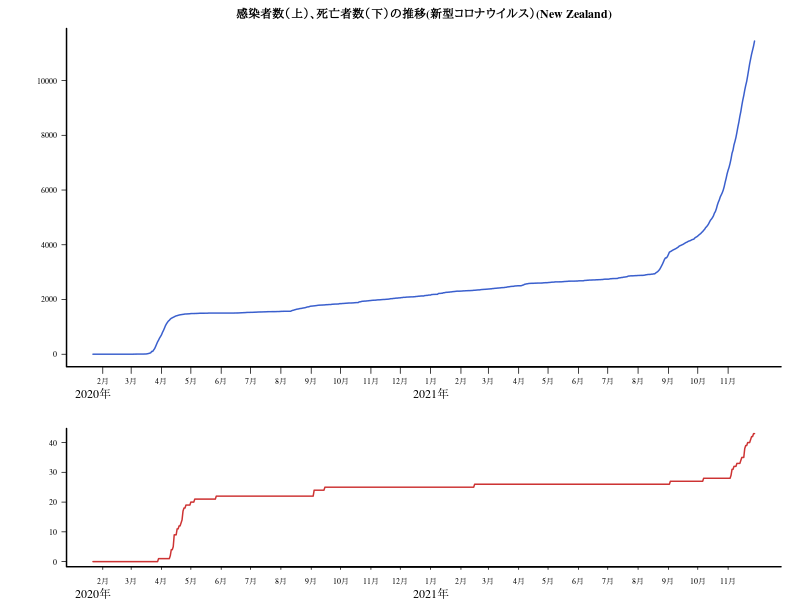 感染者数(上)、死亡者数(下)の推移(新型コロナウイルス)(New Zealand)
10000
8000
6000
4000
2000
0
2月 3月 4月 5月 6月 7月 8月 9月 10月 11月 12月 1月 2月 3月 4月 5月 6月 7月 8月 9月 10月 11月
2020年 2021年
40
30
20
10
0
2月 3月 4月 5月 6月 7月 8月 9月 10月 11月 12月 1月 2月 3月 4月 5月 6月 7月 8月 9月 10月 11月
2020年 2021年